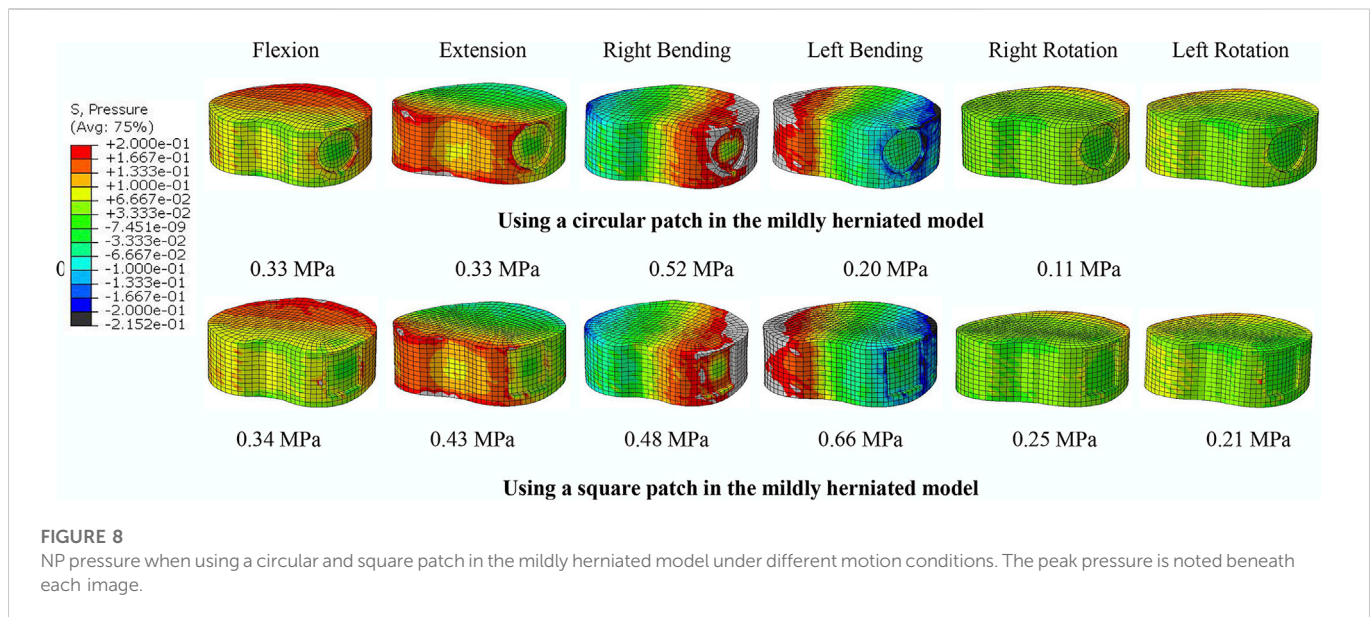 Flexion Extension Right Bending Left Bending Right Rotation Left Rotation
S, Pressure
(Avg: 75%)
+2.000e-01
+1.667e-01
+1.333e-01
+1.000e-01
+6.667e-02
+3.333e-02
-7.451e-09
-3.333e-02
-6.667e-02
-1.000e-01
-1.333e-01
-1.667e-01
-2.000e-01
-2.152e-01
Using a circular patch in the mildly herniated model
0 0.33 MPa 0.33 MPa 0.52 MPa 0.20 MPa 0.11 MPa
0.34 MPa 0.43 MPa 0.48 MPa 0.66 MPa 0.25 MPa 0.21 MPa
Using a square patch in the mildly herniated model
FIGURE 8
NP pressure when using a circular and square patch in the mildly herniated model under different motion conditions. The peak pressure is noted beneath
each image.